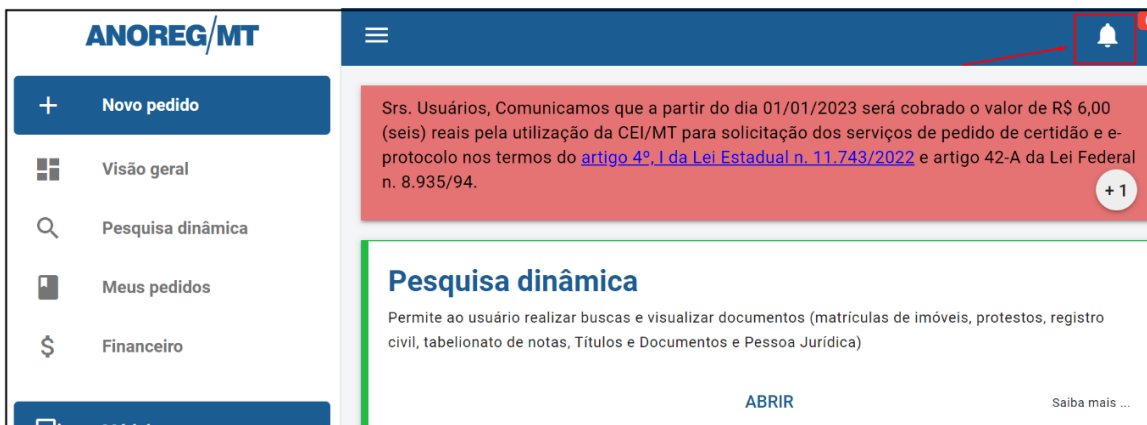 ANOREG/MT
Novo pedido
Visão geral
Pesquisa dinâmica
Meus pedidos
Financeiro
Srs. Usuários, Comunicamos que a partir do dia 01/01/2023 será cobrado o valor de R$ 6,00
(seis) reais pela utilização da CEI/MT para solicitação dos serviços de pedido de certidão e e-
protocolo nos termos do artigo 4º, I da Lei Estadual n. 11.743/2022 e artigo 42-A da Lei Federal
n. 8.935/94.
+ 1
Pesquisa dinâmica
Permite ao usuário realizar buscas e visualizar documentos (matrículas de imóveis, protestos, registro
civil, tabelionato de notas, Títulos e Documentos e Pessoa Jurídica)
ABRIR
Saiba mais ...